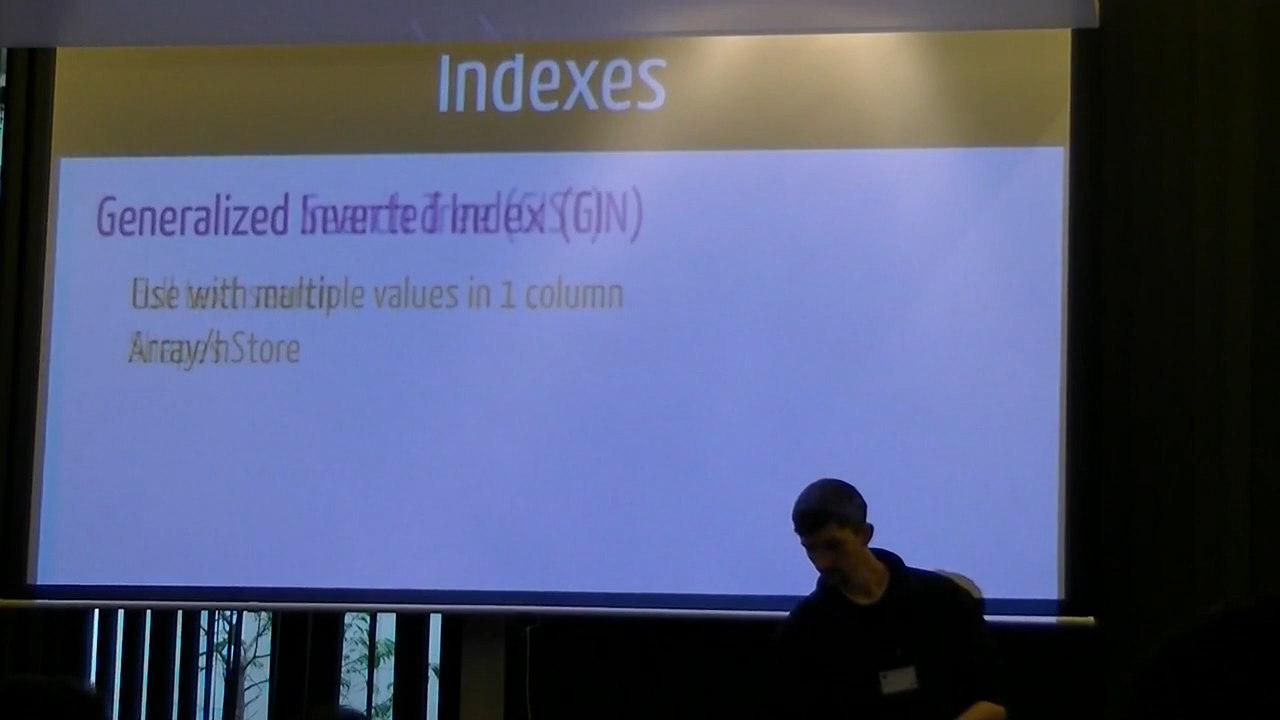 Indexes
Generalized Inverted Index (GIN)
Use with multiple values in 1 column
Array/hStore